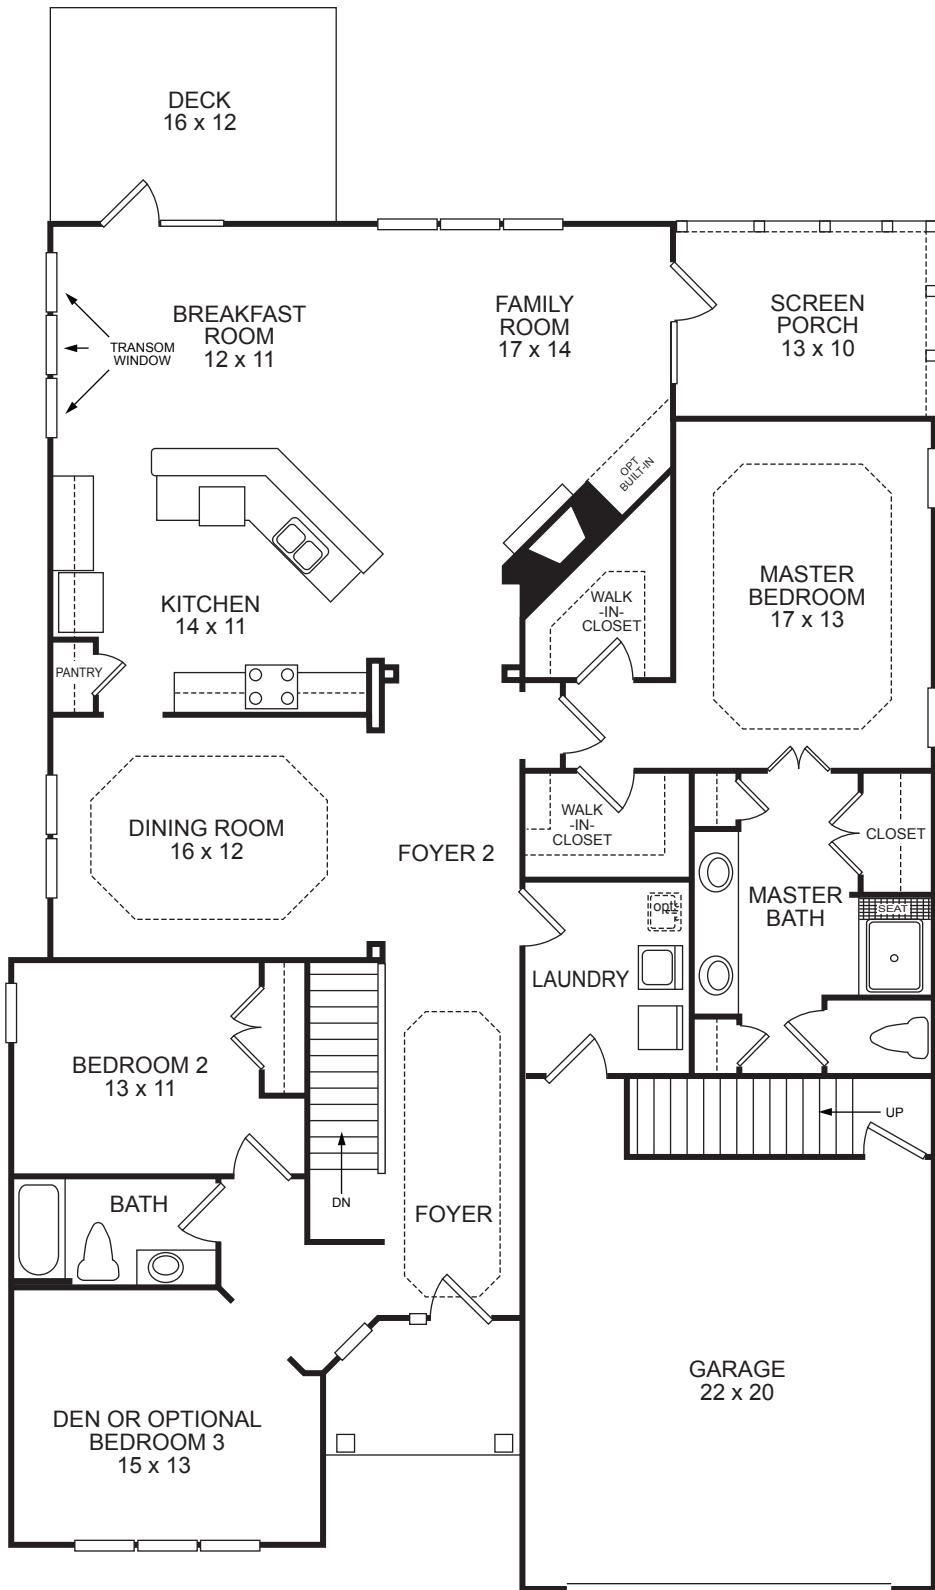 DECK
16 x 12
BREAKFAST
ROOM
12 x 11
TRANSOM
WINDOW
FAMILY
ROOM
17 x 14
SCREEN
PORCH
13 x 10
OPT
BUILT-IN
KITCHEN
14 x 11
WALK
-IN-
CLOSET
MASTER
BEDROOM
17 x 13
PANTRY
DINING ROOM
16 x 12
FOYER 2
WALK
-IN-
CLOSET
CLOSET
MASTER
BATH
SEAT
opt.
LAUNDRY
BEDROOM 2
13 x 11
UP
BATH
DN
FOYER
GARAGE
22 x 20
DEN OR OPTIONAL
BEDROOM 3
15 x 13